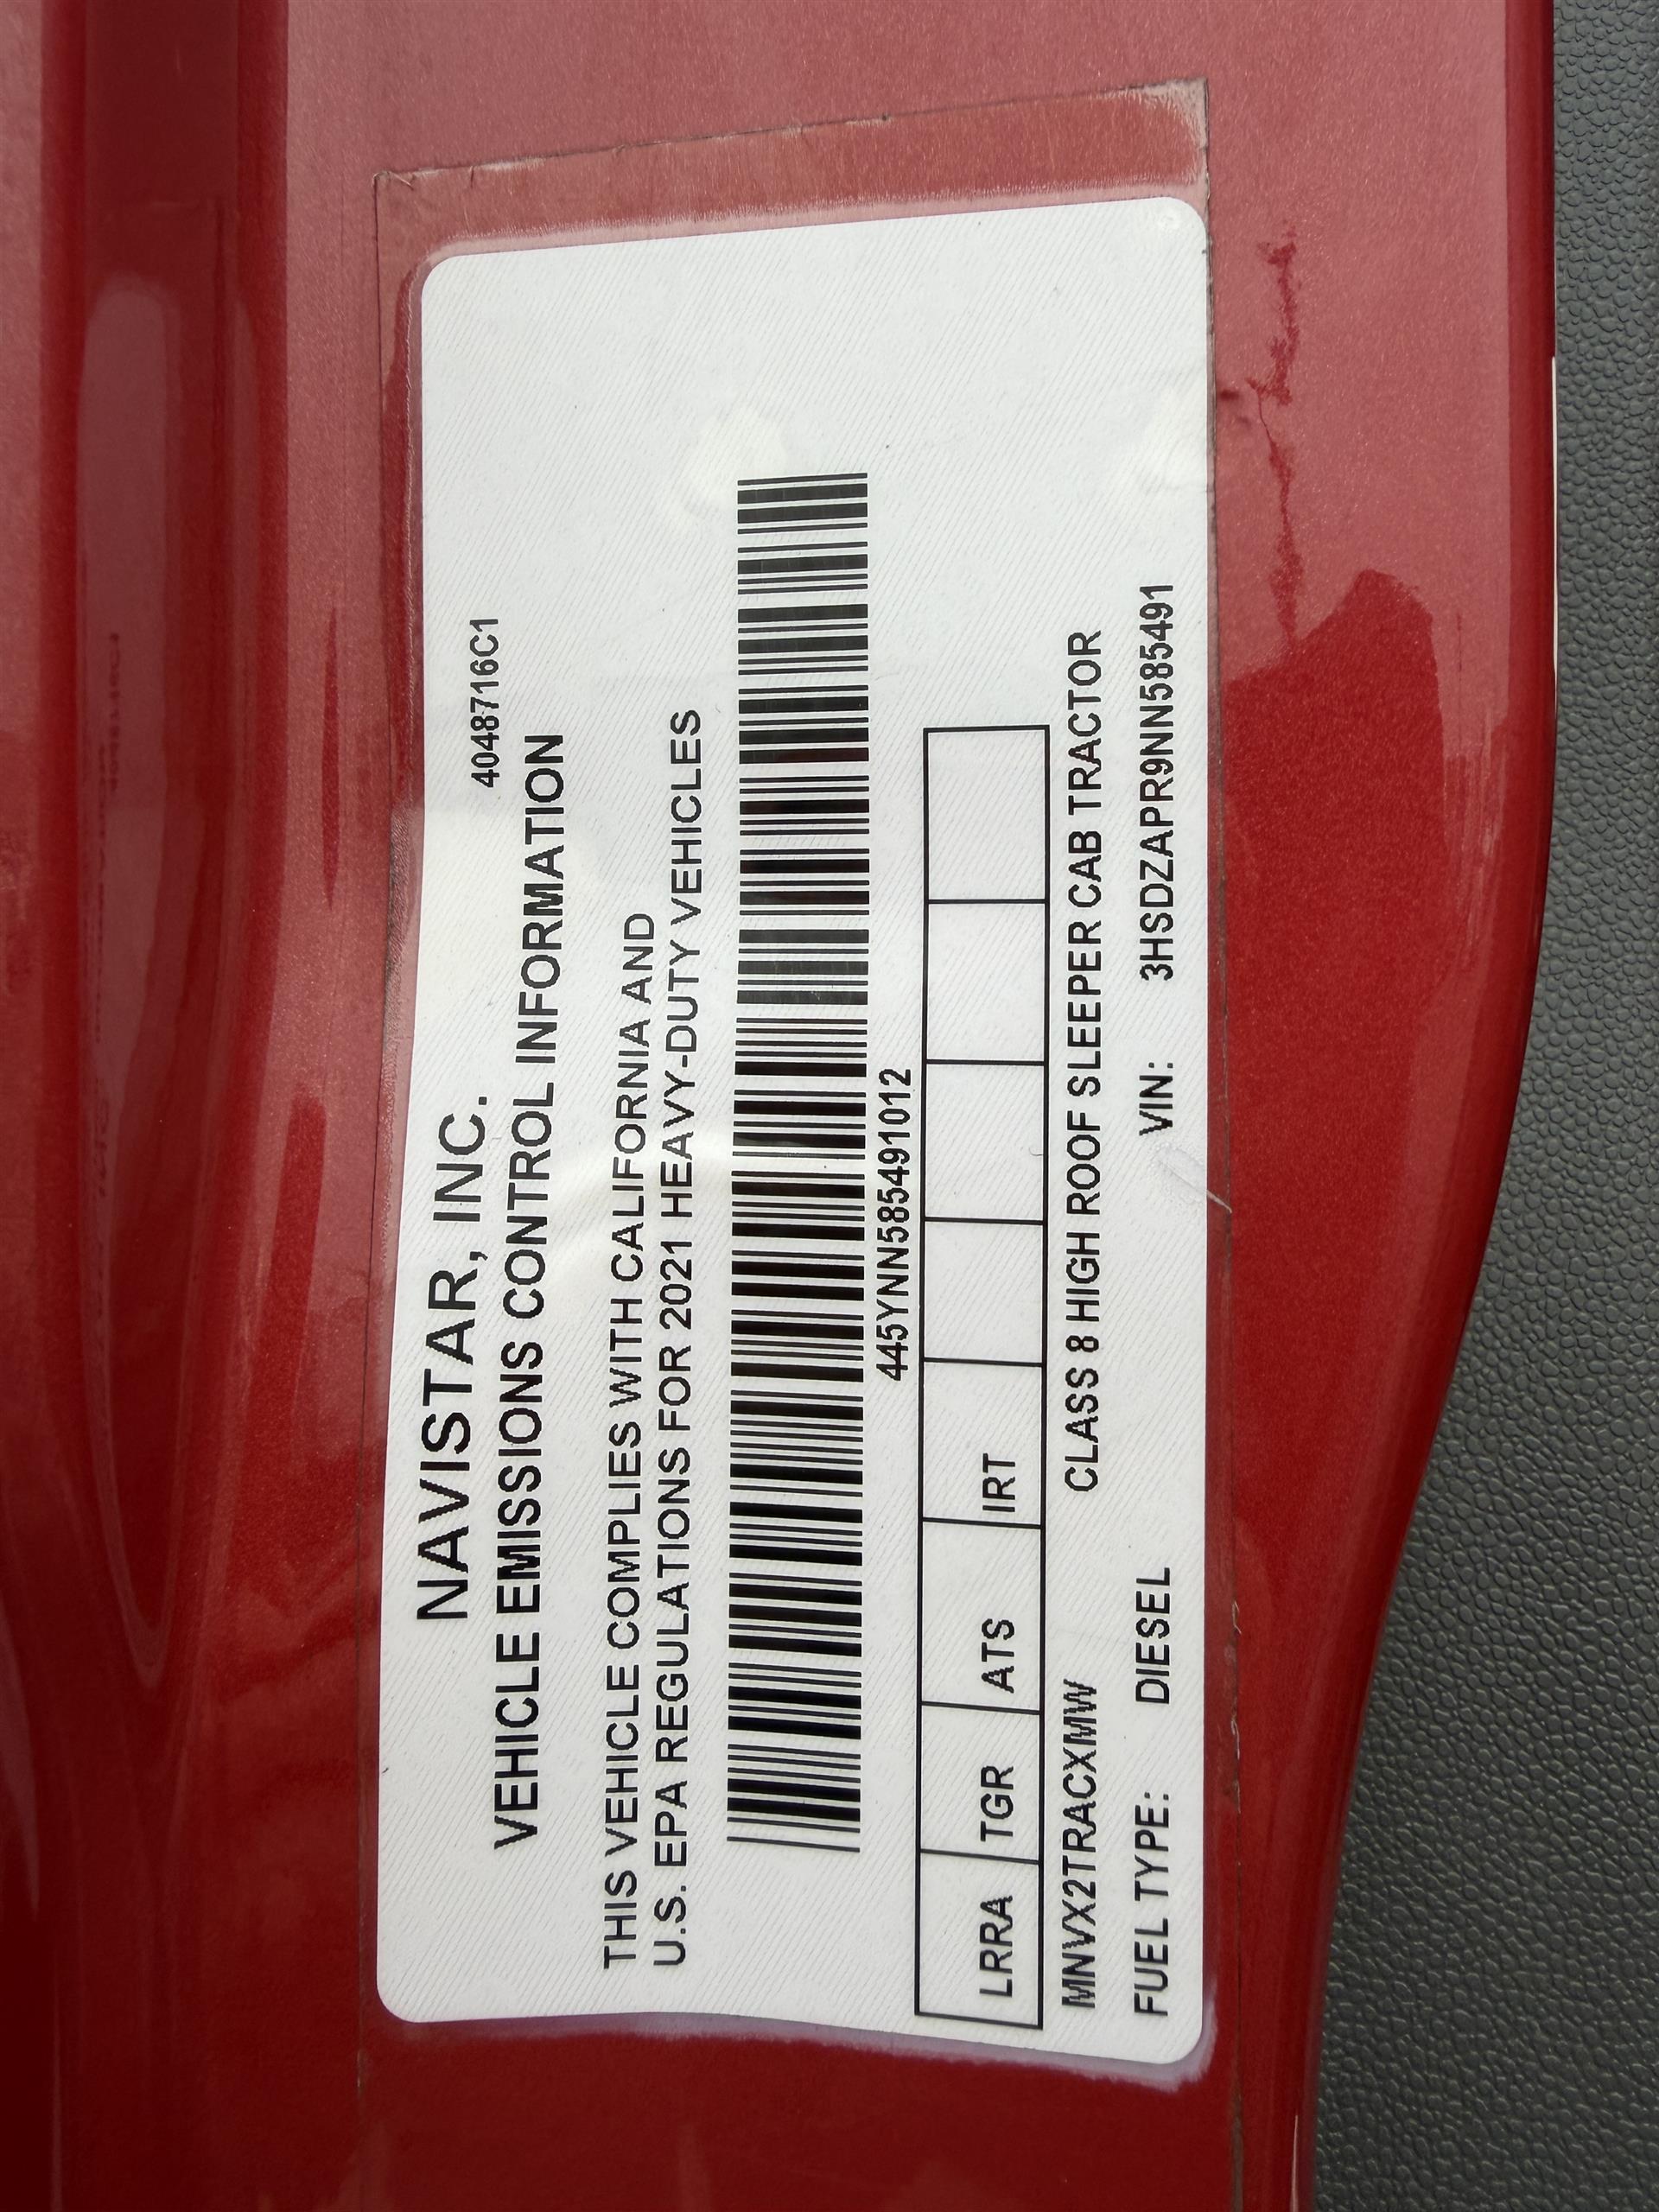 4048716C1
NAVISTAR, INC.
VEHICLE EMISSIONS CONTROL INFORMATION
THIS VEHICLE COMPLIES WITH CALIFORNIA AND
U.S. EPA REGULATIONS FOR 2021 HEAVY-DUTY VEHICLES
445YNN585491012
LRRA TGR ATS IRT
MNVX2TRACXMW CLASS 8 HIGH ROOF SLEEPER CAB TRACTOR
FUEL TYPE: DIESEL VIN: 3HSDZAPR9NN585491